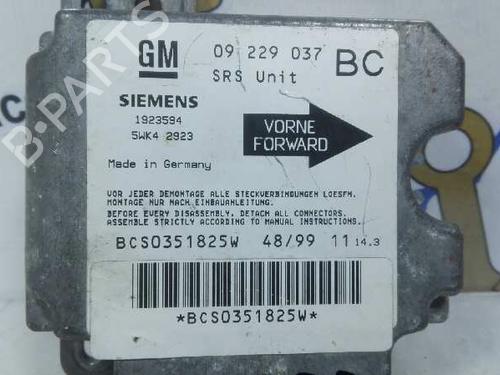 B-PARTS
GM 09 229 037 BC
SRS Unit
SIEMENS
1923594
5WK4 2923
VORNE
FORWARD
Made in Germany
VOR JEDER DEMONTAGE ALLE STECKVERBINDUNGEN LOESEN.
MONTAGE NUR NACH EINBAUANLEITUNG.
BEFORE EVERY DISASSEMBLY, DETACH ALL CONNECTORS.
ASSEMBLE STRICTLY ACCORDING TO MANUAL INSTRUCTIONS.
BCS0351825W 48/99 11 14.3
*BCS0351825W*